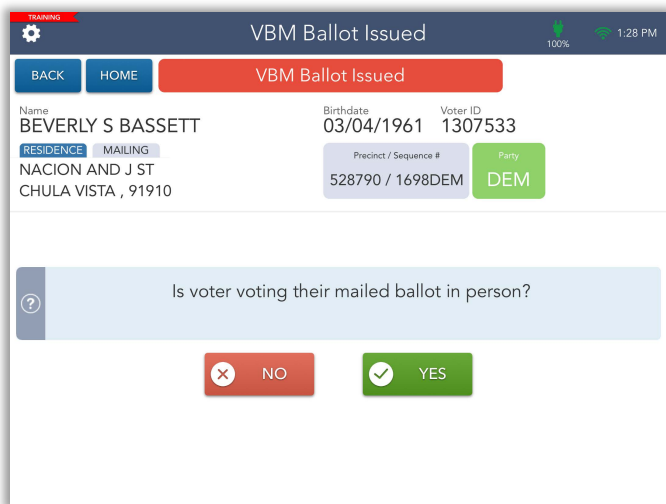 TRAINING
VBM Ballot Issued
100%
1:28 PM
BACK
HOME
VBM Ballot Issued
Name
BEVERLY S BASSETT
Birthdate
03/04/1961
Voter ID
1307533
RESIDENCE
MAILING
NACION AND J ST
CHULA VISTA , 91910
Precinct / Sequence #
528790 / 1698DEM
Party
DEM
?
Is voter voting their mailed ballot in person?
NO
YES